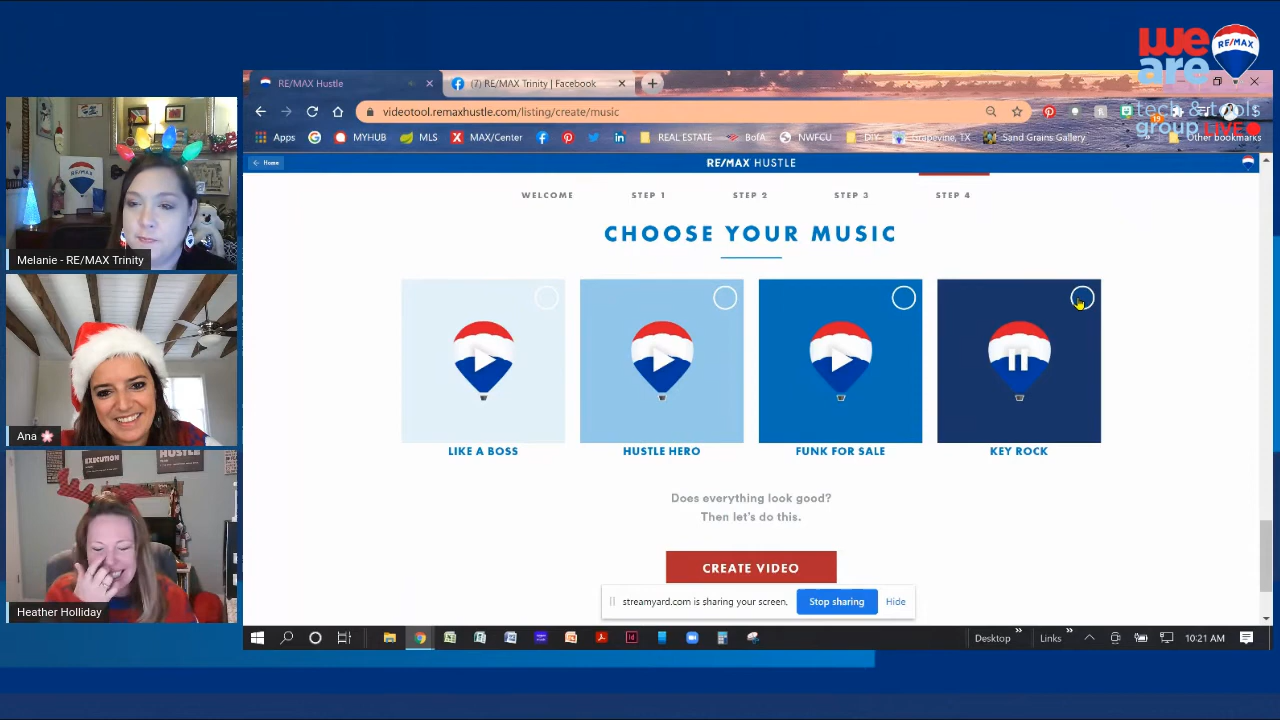 we
are
RE/MAX
tech & tools
group LIVE
RE/MAX Hustle
(7) RE/MAX Trinity | Facebook
videotool.remaxhustle.com/listing/create/music
19
Apps
MYHUB
MLS
MAX/Center
REAL ESTATE
BofA
NWFCU
DIY
Grapevine, TX
Sand Grains Gallery
»
Other bookmarks
← Home
RE/MAX HUSTLE
WELCOME
STEP 1
STEP 2
STEP 3
STEP 4
CHOOSE YOUR MUSIC
LIKE A BOSS
HUSTLE HERO
FUNK FOR SALE
KEY ROCK
Does everything look good?
Then let's do this.
CREATE VIDEO
streamyard.com is sharing your screen.
Stop sharing
Hide
Desktop
»
Links
»
10:21 AM
Melanie - RE/MAX Trinity
Ana 🌸
EXECUTION
HUSTLE
Heather Holliday